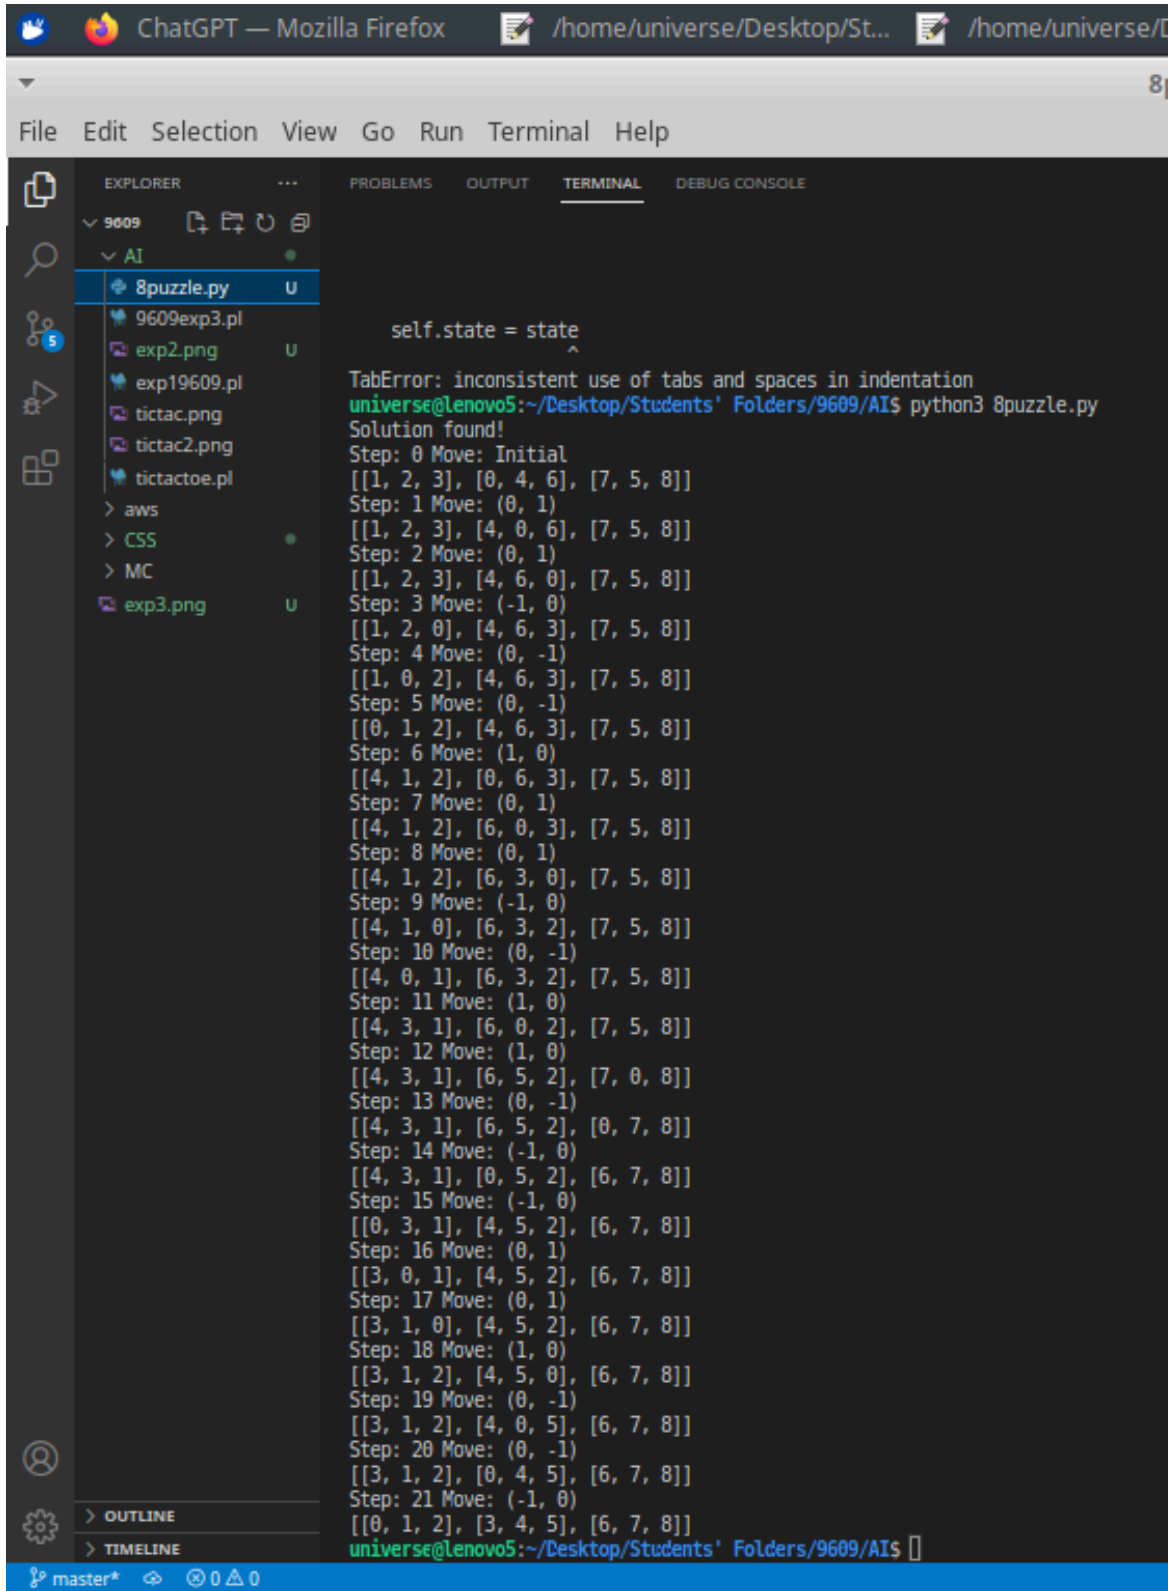 ChatGPT — Mozilla Firefox /home/universe/Desktop/St... /home/universe/D
8p
File Edit Selection View Go Run Terminal Help
EXPLORER ...
9609
AI
8puzzle.py U
9609exp3.pl
exp2.png U
exp19609.pl
tictac.png
tictac2.png
tictactoe.pl
aws
CSS
MC
exp3.png U
5
OUTLINE
TIMELINE
PROBLEMS OUTPUT TERMINAL DEBUG CONSOLE
self.state = state
^
TabError: inconsistent use of tabs and spaces in indentation
universe@lenovo5:~/Desktop/Students' Folders/9609/AI$ python3 8puzzle.py
Solution found!
Step: 0 Move: Initial
[[1, 2, 3], [0, 4, 6], [7, 5, 8]]
Step: 1 Move: (0, 1)
[[1, 2, 3], [4, 0, 6], [7, 5, 8]]
Step: 2 Move: (0, 1)
[[1, 2, 3], [4, 6, 0], [7, 5, 8]]
Step: 3 Move: (-1, 0)
[[1, 2, 0], [4, 6, 3], [7, 5, 8]]
Step: 4 Move: (0, -1)
[[1, 0, 2], [4, 6, 3], [7, 5, 8]]
Step: 5 Move: (0, -1)
[[0, 1, 2], [4, 6, 3], [7, 5, 8]]
Step: 6 Move: (1, 0)
[[4, 1, 2], [0, 6, 3], [7, 5, 8]]
Step: 7 Move: (0, 1)
[[4, 1, 2], [6, 0, 3], [7, 5, 8]]
Step: 8 Move: (0, 1)
[[4, 1, 2], [6, 3, 0], [7, 5, 8]]
Step: 9 Move: (-1, 0)
[[4, 1, 0], [6, 3, 2], [7, 5, 8]]
Step: 10 Move: (0, -1)
[[4, 0, 1], [6, 3, 2], [7, 5, 8]]
Step: 11 Move: (1, 0)
[[4, 3, 1], [6, 0, 2], [7, 5, 8]]
Step: 12 Move: (1, 0)
[[4, 3, 1], [6, 5, 2], [7, 0, 8]]
Step: 13 Move: (0, -1)
[[4, 3, 1], [6, 5, 2], [0, 7, 8]]
Step: 14 Move: (-1, 0)
[[4, 3, 1], [0, 5, 2], [6, 7, 8]]
Step: 15 Move: (-1, 0)
[[0, 3, 1], [4, 5, 2], [6, 7, 8]]
Step: 16 Move: (0, 1)
[[3, 0, 1], [4, 5, 2], [6, 7, 8]]
Step: 17 Move: (0, 1)
[[3, 1, 0], [4, 5, 2], [6, 7, 8]]
Step: 18 Move: (1, 0)
[[3, 1, 2], [4, 5, 0], [6, 7, 8]]
Step: 19 Move: (0, -1)
[[3, 1, 2], [4, 0, 5], [6, 7, 8]]
Step: 20 Move: (0, -1)
[[3, 1, 2], [0, 4, 5], [6, 7, 8]]
Step: 21 Move: (-1, 0)
[[0, 1, 2], [3, 4, 5], [6, 7, 8]]
universe@lenovo5:~/Desktop/Students' Folders/9609/AI$
master* 0 0